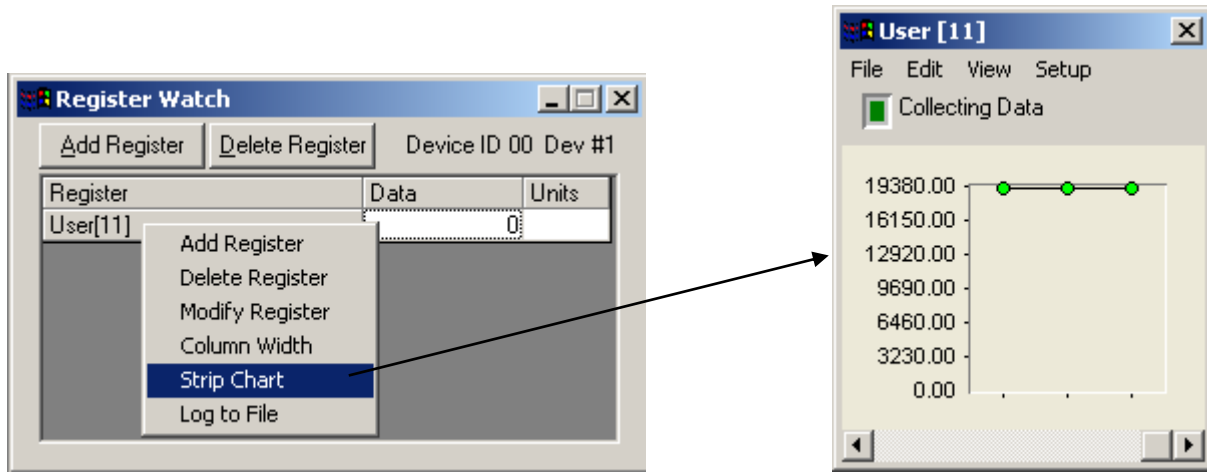 Register Watch
Add Register Delete Register Device ID 00 Dev #1
Register Data Units
User[11] 0
Add Register
Delete Register
Modify Register
Column Width
Strip Chart
Log to File
User [11]
File Edit View Setup
Collecting Data
19380.00
16150.00
12920.00
9690.00
6460.00
3230.00
0.00